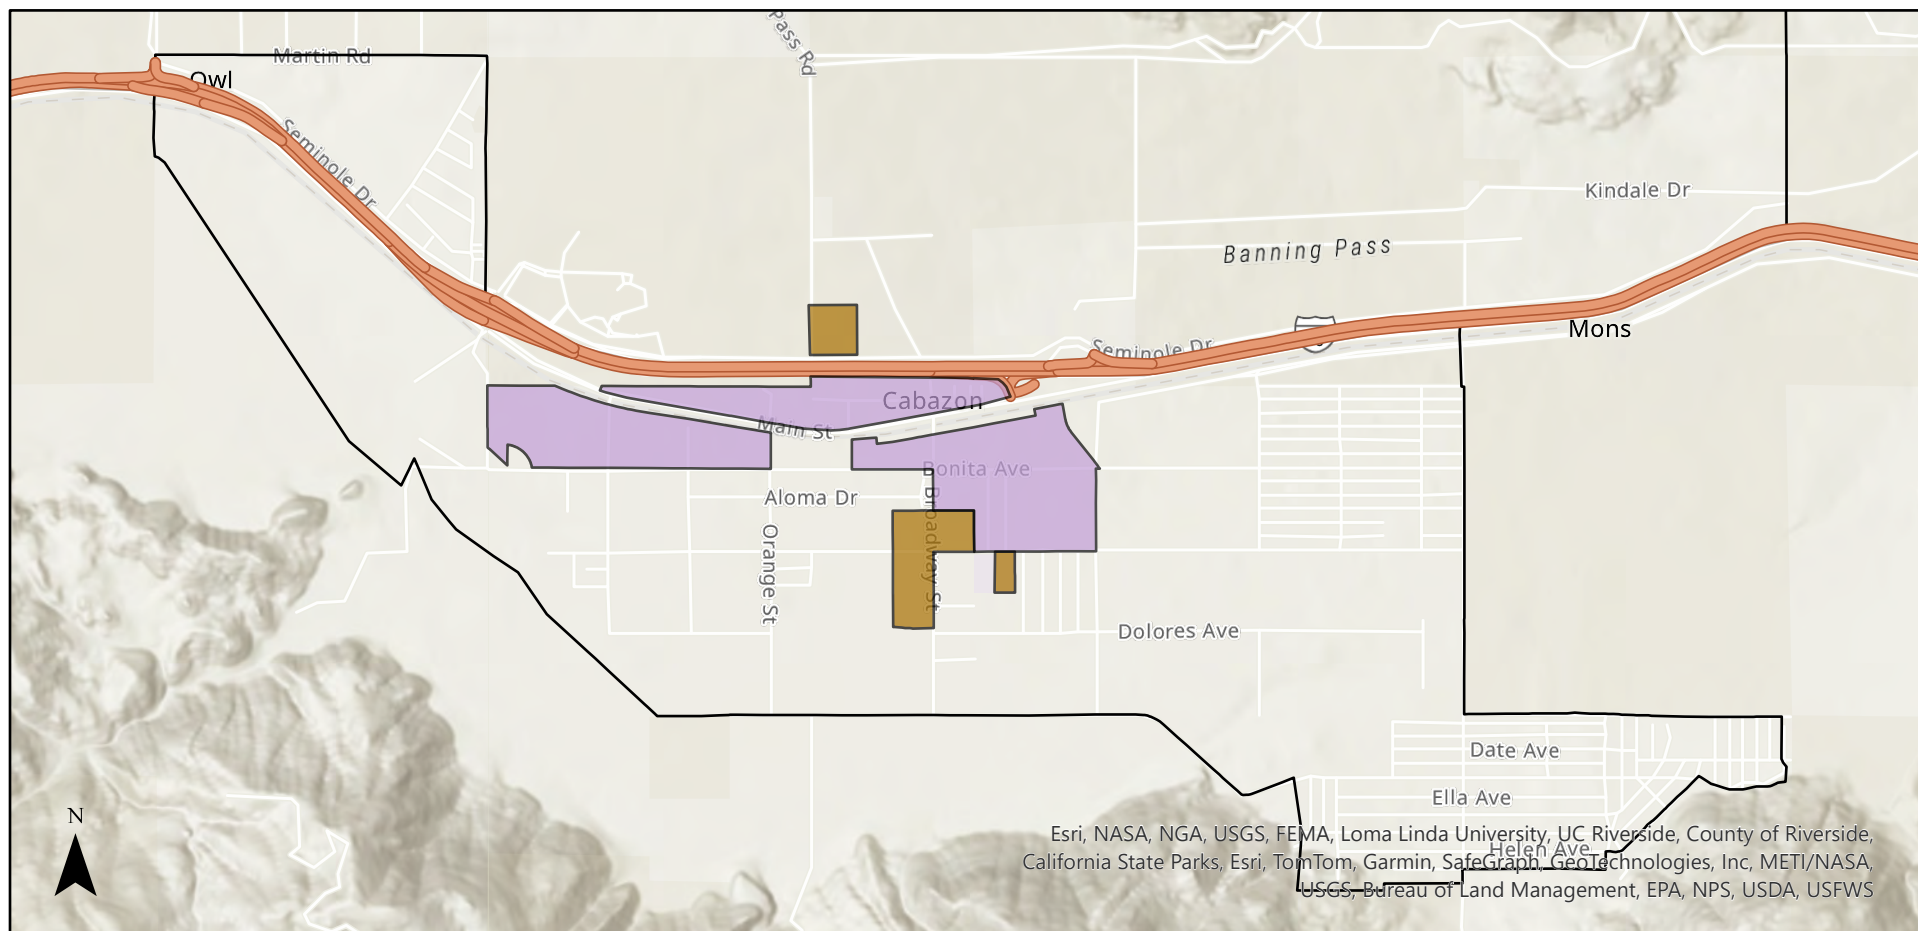 Pass Rd
Martin Rd
Owl
Seminole Dr
Kindale Dr
Banning Pass
Mons
Seminole Dr
Cabazon
Main St
Bonita Ave
Aloma Dr
Broadway St
Orange St
Dolores Ave
Date Ave
Ella Ave
Helen Ave
N
Esri, NASA, NGA, USGS, FEMA, Loma Linda University, UC Riverside, County of Riverside,
California State Parks, Esri, TomTom, Garmin, SafeGraph, GeoTechnologies, Inc, METI/NASA,
USGS, Bureau of Land Management, EPA, NPS, USDA, USFWS